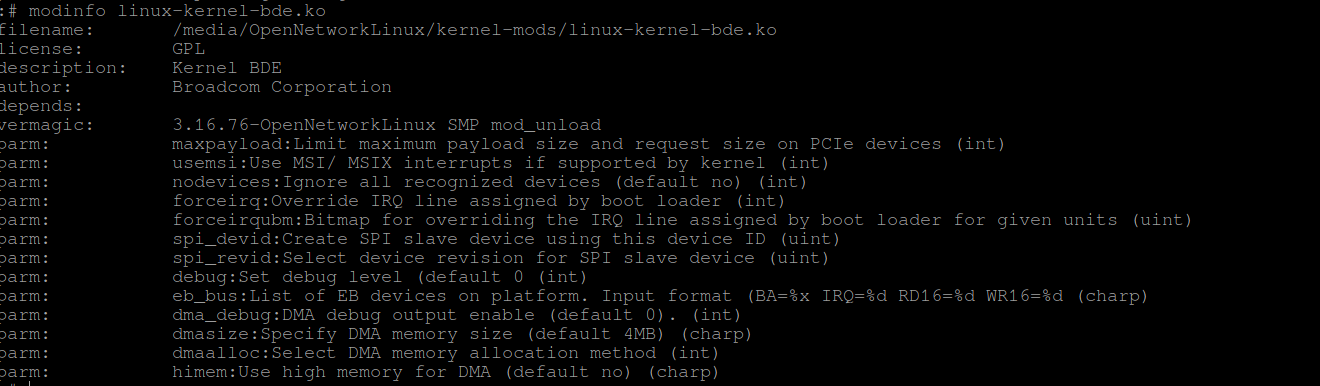 :# modinfo linux-kernel-bde.ko
filename: /media/OpenNetworkLinux/kernel-mods/linux-kernel-bde.ko
license: GPL
description: Kernel BDE
author: Broadcom Corporation
depends:
vermagic: 3.16.76-OpenNetworkLinux SMP mod_unload
parm: maxpayload:Limit maximum payload size and request size on PCIe devices (int)
parm: usemsi:Use MSI/ MSIX interrupts if supported by kernel (int)
parm: nodevices:Ignore all recognized devices (default no) (int)
parm: forceirq:Override IRQ line assigned by boot loader (int)
parm: forceirqubm:Bitmap for overriding the IRQ line assigned by boot loader for given units (uint)
parm: spi_devid:Create SPI slave device using this device ID (uint)
parm: spi_revid:Select device revision for SPI slave device (uint)
parm: debug:Set debug level (default 0 (int)
parm: eb_bus:List of EB devices on platform. Input format (BA=%x IRQ=%d RD16=%d WR16=%d (charp)
parm: dma_debug:DMA debug output enable (default 0). (int)
parm: dmasize:Specify DMA memory size (default 4MB) (charp)
parm: dmaalloc:Select DMA memory allocation method (int)
parm: himem:Use high memory for DMA (default no) (charp)